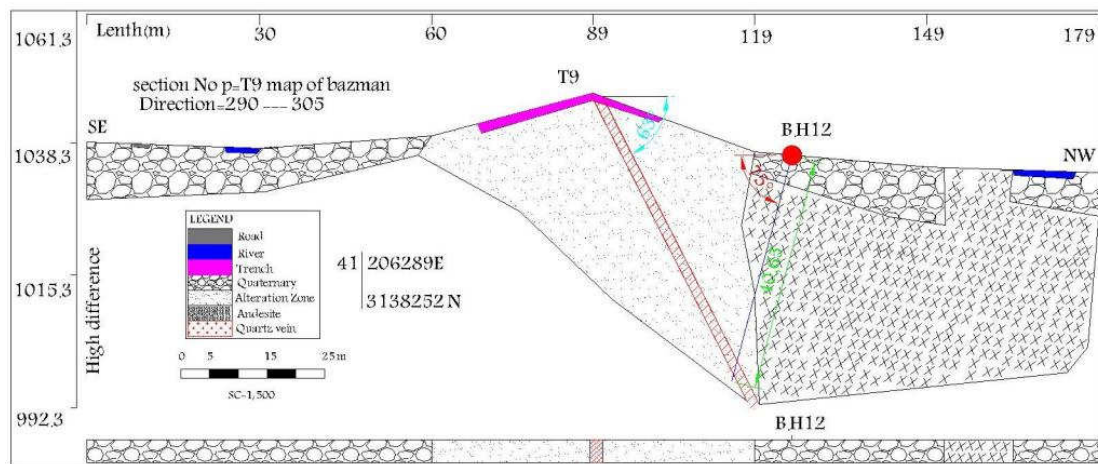 1061,3
Lenth(m)
30
60
89
119
149
179
section No p=T9 map of bazman
Direction=290 --- 305
T9
SE
B,H12
NW
1038,3
LEGEND
Road
River
Trench
Quaternary
Alteration Zone
Andesite
Quartz vein
41 206289E
3138252 N
1015,3
High difference
0 5 15 25 m
SC=1,500
992,3
B,H12